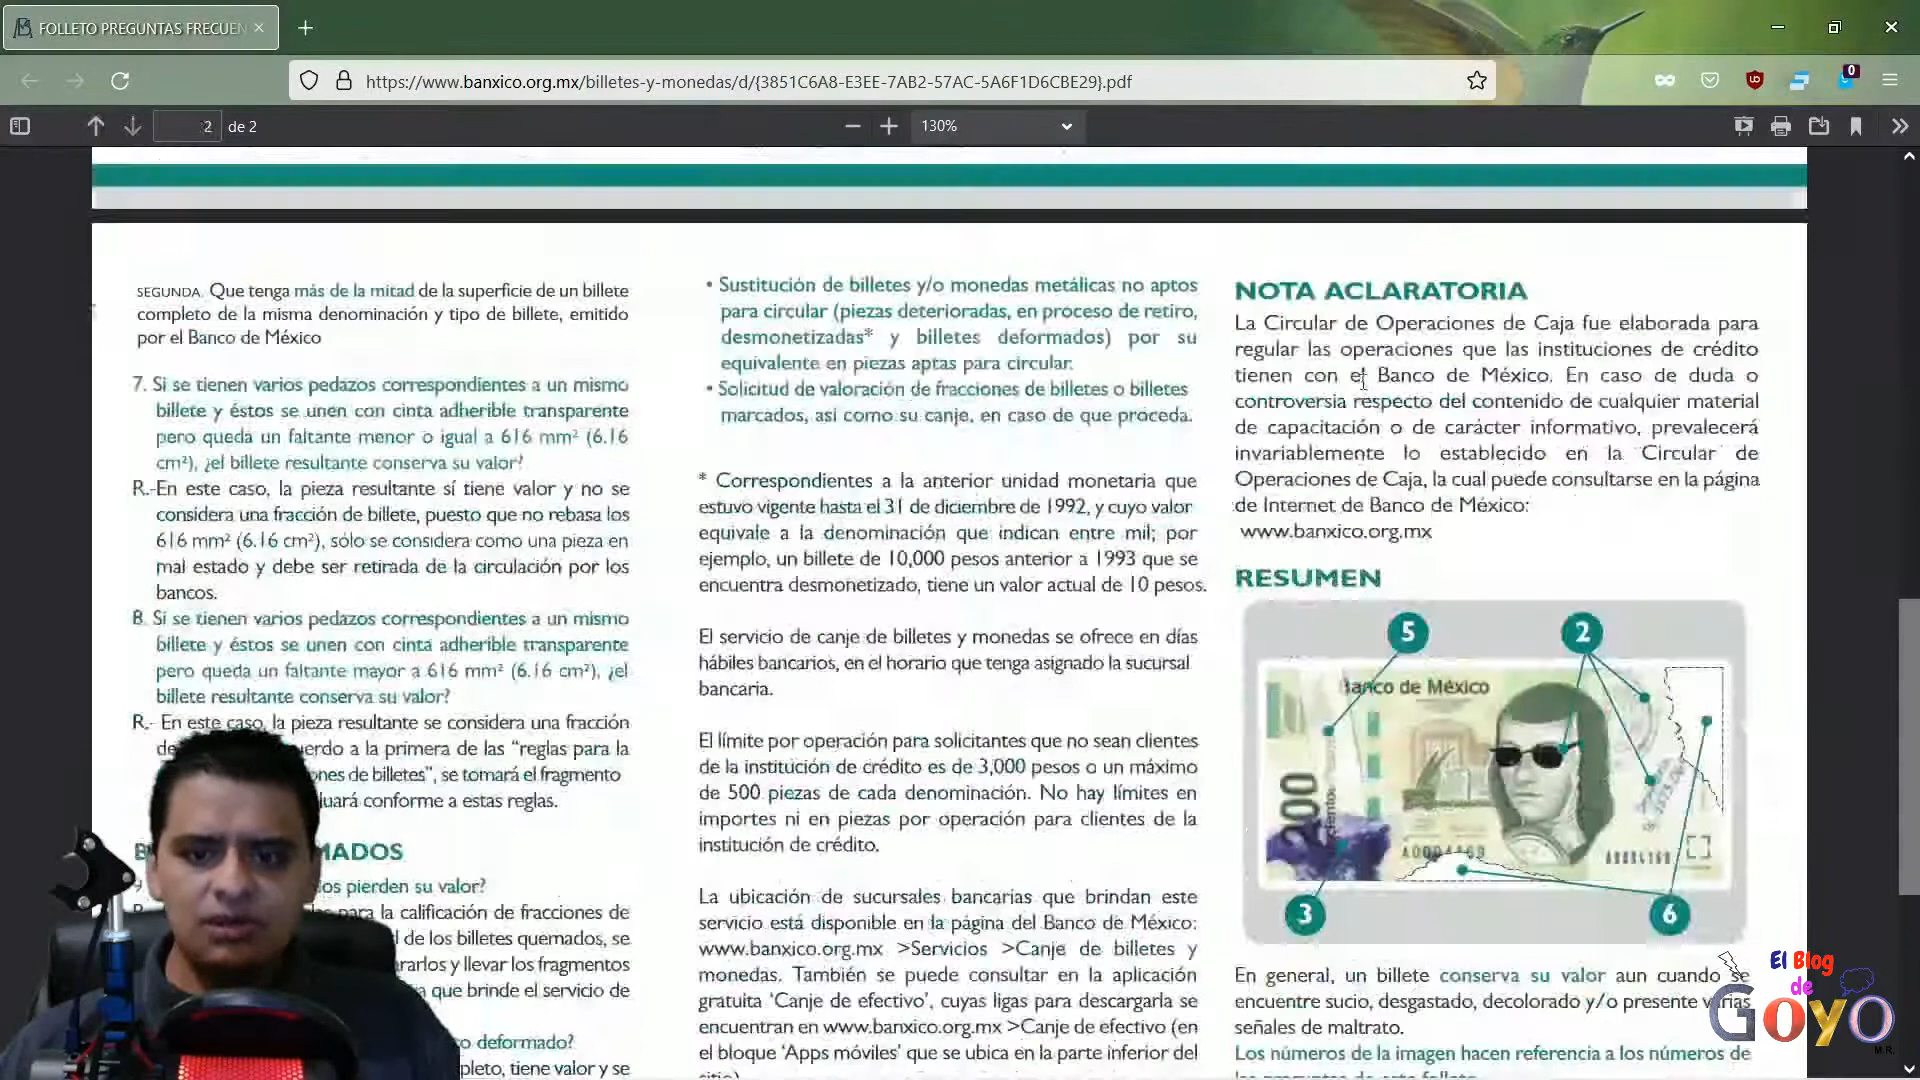 FOLLETO PREGUNTAS FRECUEN
https://www.banxico.org.mx/billetes-y-monedas/d/{3851C6A8-E3EE-7AB2-57AC-5A6F1D6CBE29}.pdf
0
2 de 2
130%
SEGUNDA. Que tenga más de la mitad de la superficie de un billete
completo de la misma denominación y tipo de billete, emitido
por el Banco de México
7. Si se tienen varios pedazos correspondientes a un mismo
billete y éstos se unen con cinta adherible transparente
pero queda un faltante menor o igual a 616 mm² (6.16
cm²), ¿el billete resultante conserva su valor?
R.-En este caso, la pieza resultante sí tiene valor y no se
considera una fracción de billete, puesto que no rebasa los
616 mm² (6.16 cm²), sólo se considera como una pieza en
mal estado y debe ser retirada de la circulación por los
bancos.
8. Si se tienen varios pedazos correspondientes a un mismo
billete y éstos se unen con cinta adherible transparente
pero queda un faltante mayor a 616 mm² (6.16 cm²), ¿el
billete resultante conserva su valor?
R.- En este caso, la pieza resultante se considera una fracción
de uerdo a la primera de las "reglas para la
ones de billetes", se tomará el fragmento
luará conforme a estas reglas.
B MADOS
9 los pierden su valor?
para la calificación de fracciones de
d de los billetes quemados, se
ararlos y llevar los fragmentos
a que brinde el servicio de
o deformado?
pleto, tiene valor y se
• Sustitución de billetes y/o monedas metálicas no aptos
para circular (piezas deterioradas, en proceso de retiro,
desmonetizadas* y billetes deformados) por su
equivalente en piezas aptas para circular.
• Solicitud de valoración de fracciones de billetes o billetes
marcados, así como su canje, en caso de que proceda.
* Correspondientes a la anterior unidad monetaria que
estuvo vigente hasta el 31 de diciembre de 1992, y cuyo valor
equivale a la denominación que indican entre mil; por
ejemplo, un billete de 10,000 pesos anterior a 1993 que se
encuentra desmonetizado, tiene un valor actual de 10 pesos.
El servicio de canje de billetes y monedas se ofrece en días
hábiles bancarios, en el horario que tenga asignado la sucursal
bancaria.
El límite por operación para solicitantes que no sean clientes
de la institución de crédito es de 3,000 pesos o un máximo
de 500 piezas de cada denominación. No hay límites en
importes ni en piezas por operación para clientes de la
institución de crédito.
La ubicación de sucursales bancarias que brindan este
servicio está disponible en la página del Banco de México:
www.banxico.org.mx >Servicios >Canje de billetes y
monedas. También se puede consultar en la aplicación
gratuita 'Canje de efectivo', cuyas ligas para descargarla se
encuentran en www.banxico.org.mx >Canje de efectivo (en
el bloque 'Apps móviles' que se ubica en la parte inferior del
sitio)
NOTA ACLARATORIA
La Circular de Operaciones de Caja fue elaborada para
regular las operaciones que las instituciones de crédito
tienen con el Banco de México. En caso de duda o
controversia respecto del contenido de cualquier material
de capacitación o de carácter informativo, prevalecerá
invariablemente lo establecido en la Circular de
Operaciones de Caja, la cual puede consultarse en la página
de Internet de Banco de México:
www.banxico.org.mx
RESUMEN
5 2
Banco de México
200
A0004160
3 6
En general, un billete conserva su valor aun cuando se
encuentre sucio, desgastado, decolorado y/o presente varias
señales de maltrato.
Los números de la imagen hacen referencia a los números de
las preguntas de este folleto
El Blog
de
Goyo
M.R.